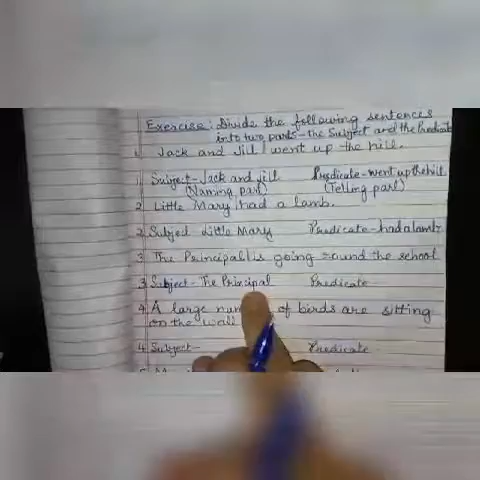 Exercise: Divide the following sentences
into two parts - the Subject and the Predicate
1. Jack and Jill / went up the hill.
1 Subject - Jack and Jill Predicate - went up the hill
(Naming part) (Telling part)
2 Little Mary / had a lamb.
2 Subject Little Mary Predicate - had a lamb
3 The Principal / is going round the school
3 Subject - The Principal Predicate -
4 A large num of birds are sitting
on the wall
4 Subject - Predicate -